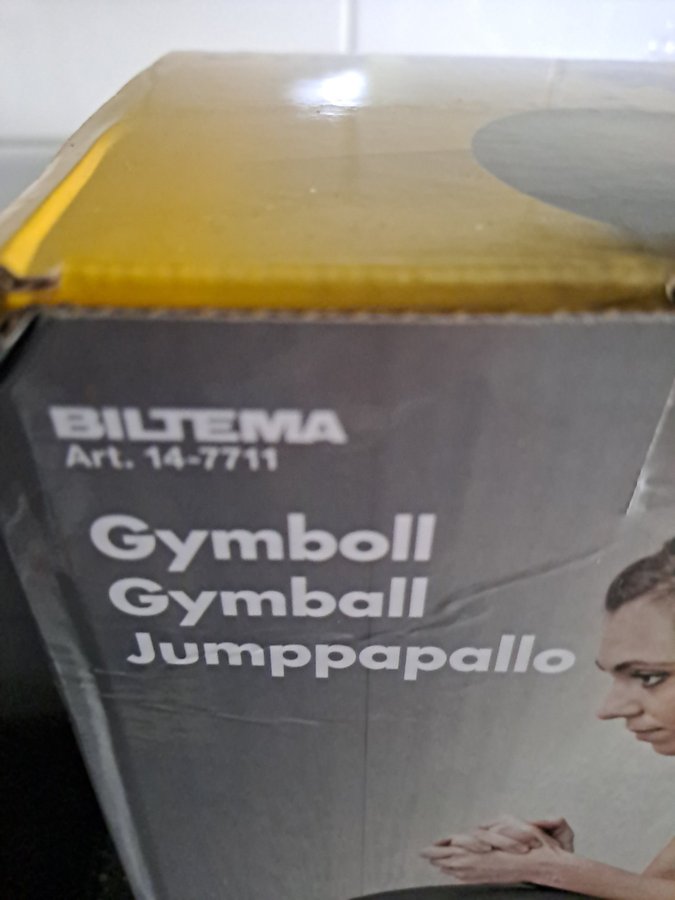 BILTEMA
Art. 14-7711
Gymboll
Gymball
Jumppapallo